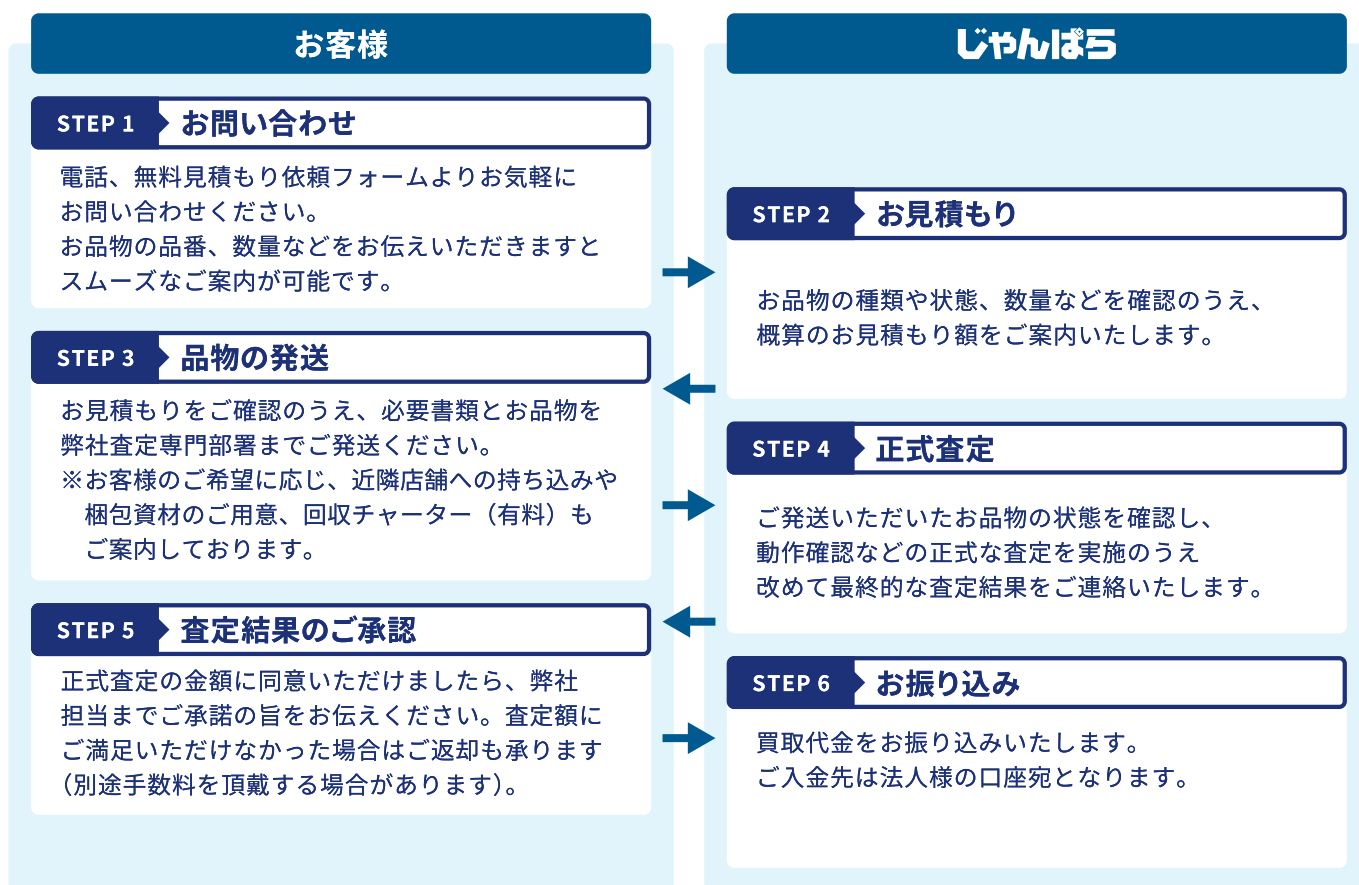 お客様
じゃんぱら
STEP 1
お問い合わせ
電話、無料見積もり依頼フォームよりお気軽に
お問い合わせください。
お品物の品番、数量などをお伝えいただきますと
スムーズなご案内が可能です。
STEP 2
お見積もり
お品物の種類や状態、数量などを確認のうえ、
概算のお見積もり額をご案内いたします。
STEP 3
品物の発送
お見積もりをご確認のうえ、必要書類とお品物を
弊社査定専門部署までご発送ください。
※お客様のご希望に応じ、近隣店舗への持ち込みや
梱包資材のご用意、回収チャーター（有料）も
ご案内しております。
STEP 4
正式査定
ご発送いただいたお品物の状態を確認し、
動作確認などの正式な査定を実施のうえ
改めて最終的な査定結果をご連絡いたします。
STEP 5
査定結果のご承認
正式査定の金額に同意いただけましたら、弊社
担当までご承諾の旨をお伝えください。査定額に
ご満足いただけなかった場合はご返却も承ります
（別途手数料を頂戴する場合があります）。
STEP 6
お振り込み
買取代金をお振り込みいたします。
ご入金先は法人様の口座宛となります。